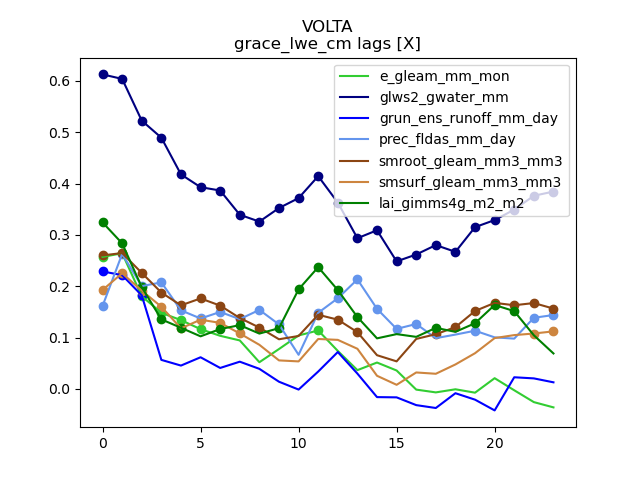 VOLTA
grace_lwe_cm lags [X]
e_gleam_mm_mon
glws2_gwater_mm
grun_ens_runoff_mm_day
prec_fldas_mm_day
smroot_gleam_mm3_mm3
smsurf_gleam_mm3_mm3
lai_gimms4g_m2_m2
0.6
0.5
0.4
0.3
0.2
0.1
0.0
0 5 10 15 20